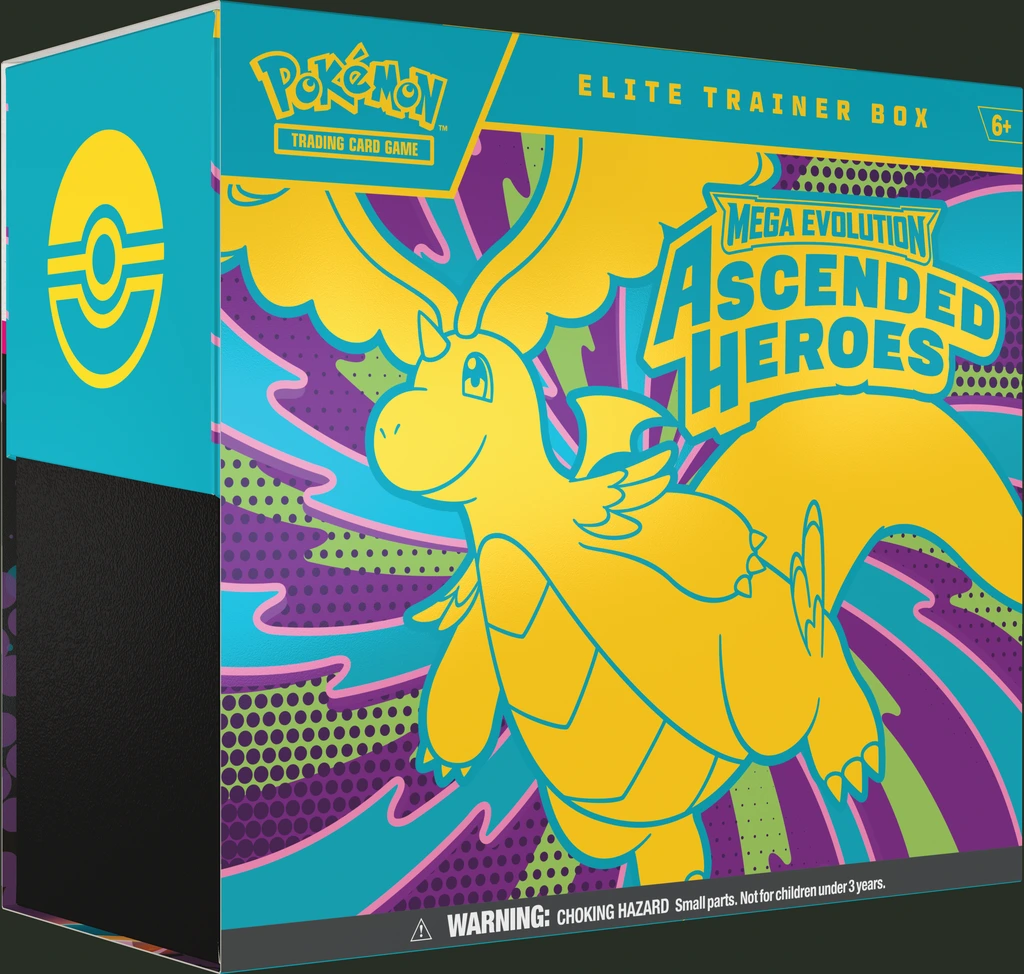 POKÉMON™
TRADING CARD GAME
ELITE TRAINER BOX
6+
MEGA EVOLUTION
ASCENDED
HEROES
WARNING: CHOKING HAZARD Small parts. Not for children under 3 years.